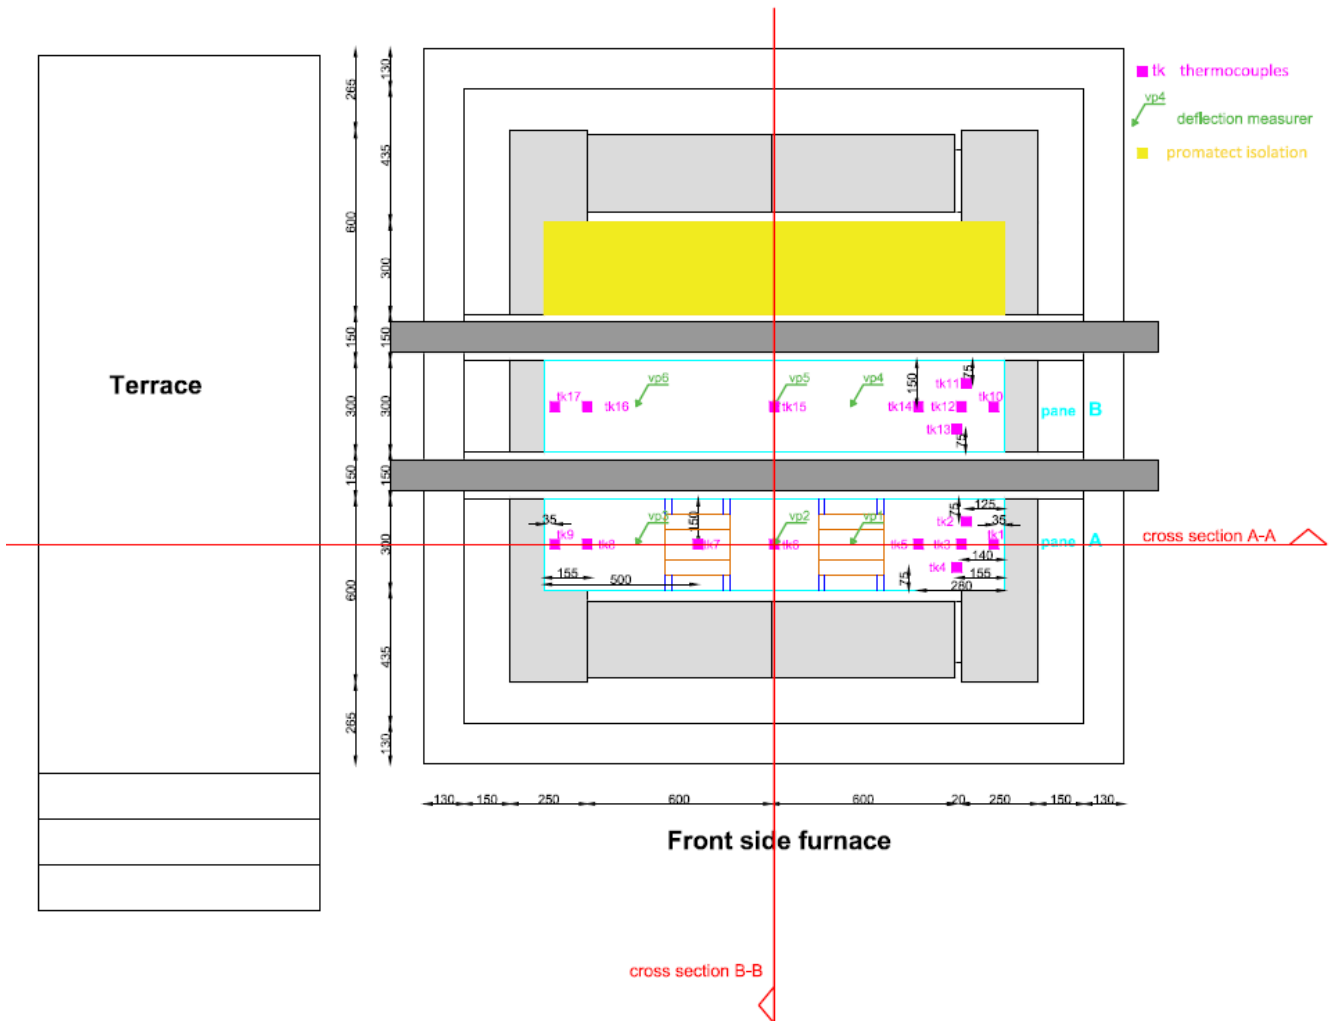 tk thermocouples
vp4
deflection measurer
promatect isolation
265
130
435
600
300
150
150
Terrace
300
300
150
150
300
600
435
265
130
vp6
vp5
vp4
150
75
tk11
tk10
tk17
tk16
tk15
tk14
tk12
tk13
75
pane B
35
tk9
tk8
vp3
150
tk7
vp2
tk6
vp1
tk5
75
125
35
tk2
tk1
tk3
tk4
pane A
140
155
280
75
155
500
cross section A-A
130
150
250
600
600
20
250
150
130
Front side furnace
cross section B-B